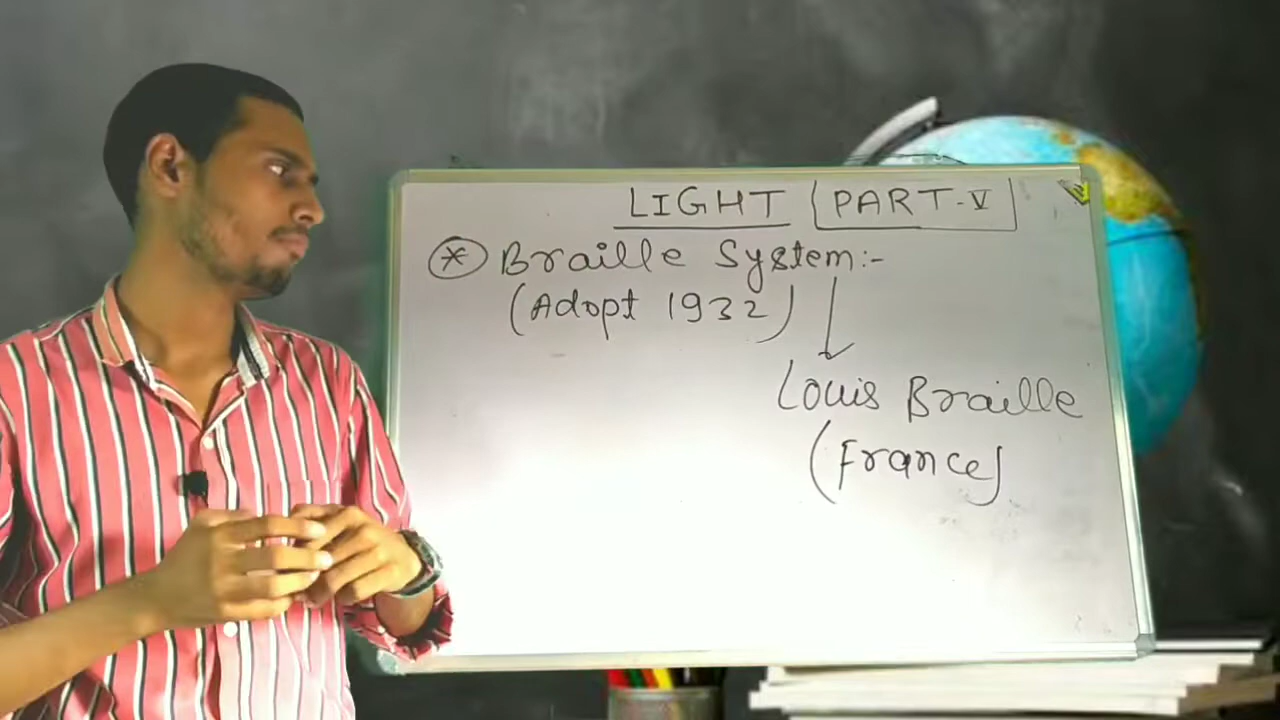 LIGHT (PART-V)
* Braille System:-
(Adopt 1932)
Louis Braille
(France)